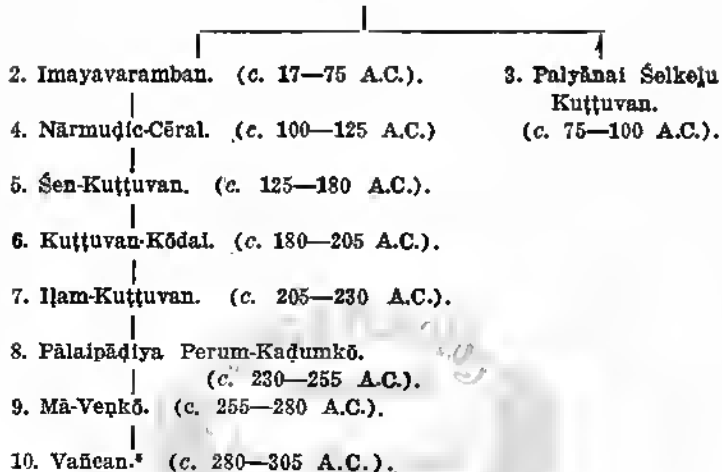 2. Imayavaramban. (c. 17—75 A.C.). 3. Palyānai Śelkeḻu
Kuṭṭuvan.
4. Nārmuḍic-Cēral. (c. 100—125 A.C.) (c. 75—100 A.C.).
5. Śen-Kuṭṭuvan. (c. 125—180 A.C.).
6. Kuṭṭuvan-Kōdai. (c. 180—205 A.C.).
7. Iḷam-Kuṭṭuvan. (c. 205—230 A.C.).
8. Pālaipāḍiya Perum-Kaḍumkō.
(c. 230—255 A.C.).
9. Mā-Veṇkō. (c. 255—280 A.C.).
10. Vañcan.* (c. 280—305 A.C.).